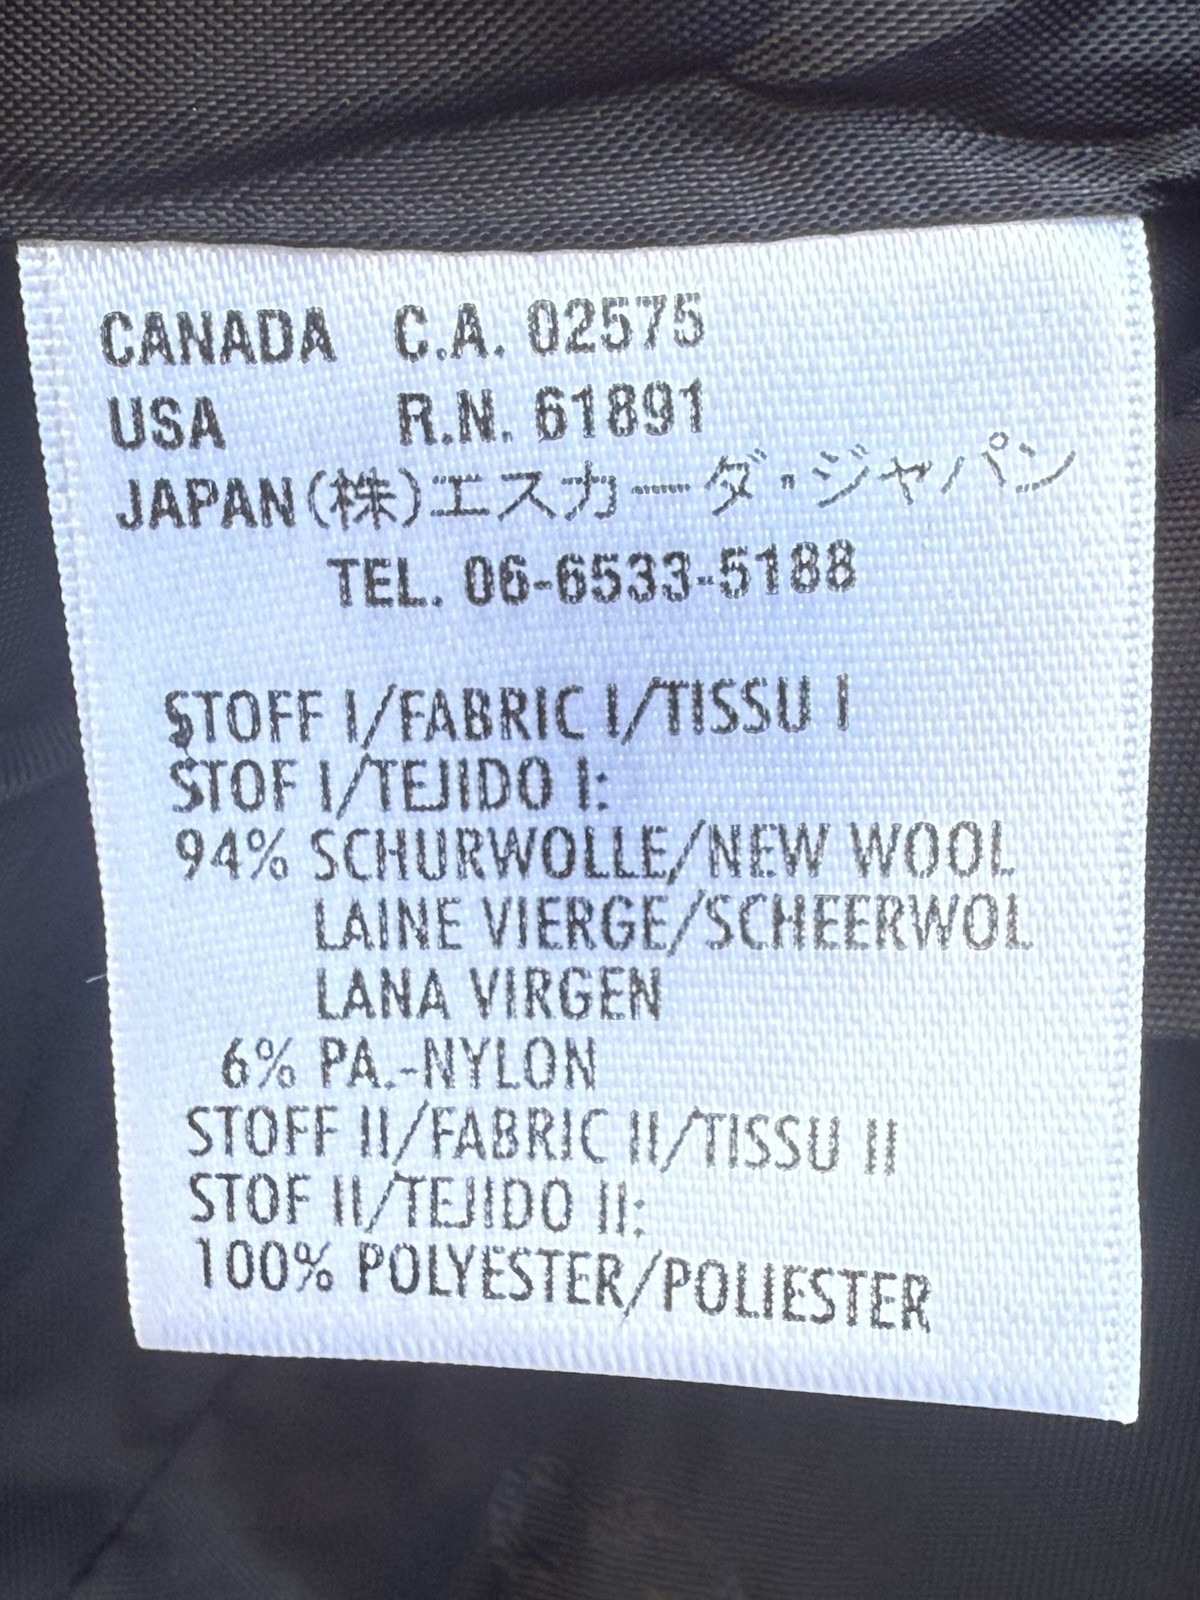 CANADA C.A. 02575
USA R.N. 61891
JAPAN(株)エスカーダ・ジャパン
TEL. 06-6533-5188
STOFF I/FABRIC I/TISSU I
STOF I/TEJIDO I:
94% SCHURWOLLE/NEW WOOL
LAINE VIERGE/SCHEERWOL
LANA VIRGEN
6% PA.-NYLON
STOFF II/FABRIC II/TISSU II
STOF II/TEJIDO II:
100% POLYESTER/POLIESTER